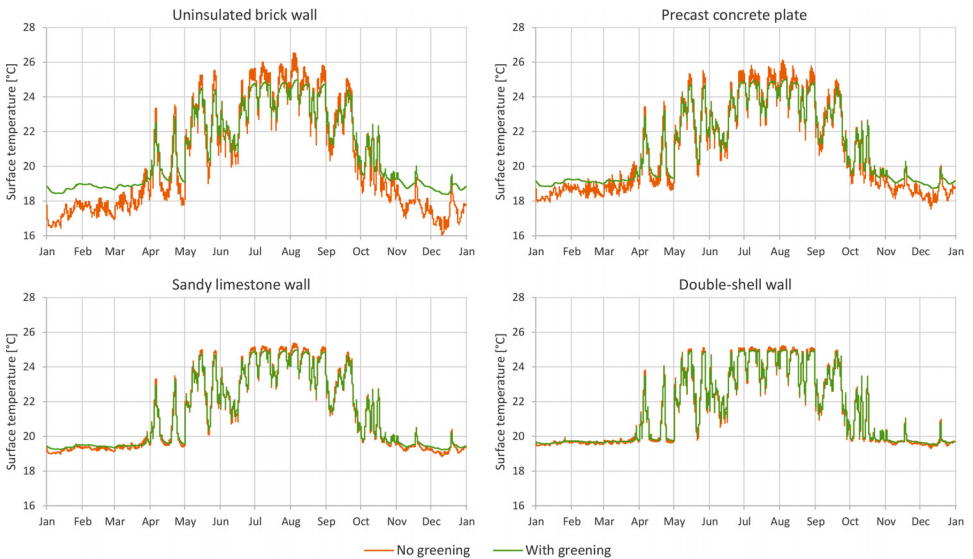 Uninsulated brick wall
Surface temperature [°C]
28
26
24
22
20
18
16
Jan Feb Mar Apr May Jun Jul Aug Sep Oct Nov Dec Jan
Precast concrete plate
Surface temperature [°C]
28
26
24
22
20
18
16
Jan Feb Mar Apr May Jun Jul Aug Sep Oct Nov Dec Jan
Sandy limestone wall
Surface temperature [°C]
28
26
24
22
20
18
16
Jan Feb Mar Apr May Jun Jul Aug Sep Oct Nov Dec Jan
Double-shell wall
Surface temperature [°C]
28
26
24
22
20
18
16
Jan Feb Mar Apr May Jun Jul Aug Sep Oct Nov Dec Jan
No greening With greening